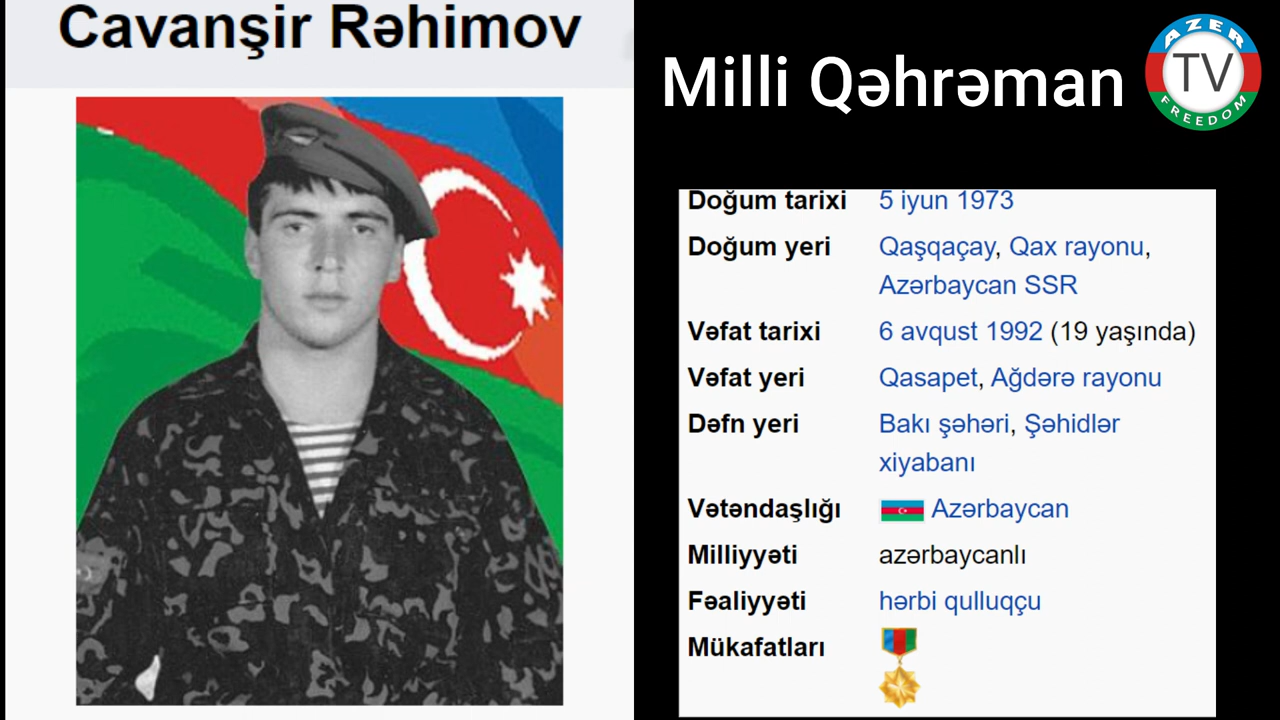 Cavanşir Rəhimov
Milli Qəhrəman
AZER
TV
FREEDOM
Doğum tarixi 5 iyun 1973
Doğum yeri Qaşqaçay, Qax rayonu,
Azərbaycan SSR
Vəfat tarixi 6 avqust 1992 (19 yaşında)
Vəfat yeri Qasapet, Ağdərə rayonu
Dəfn yeri Bakı şəhəri, Şəhidlər
xiyabanı
Vətəndaşlığı Azərbaycan
Milliyyəti azərbaycanlı
Fəaliyyəti hərbi qulluqçu
Mükafatları